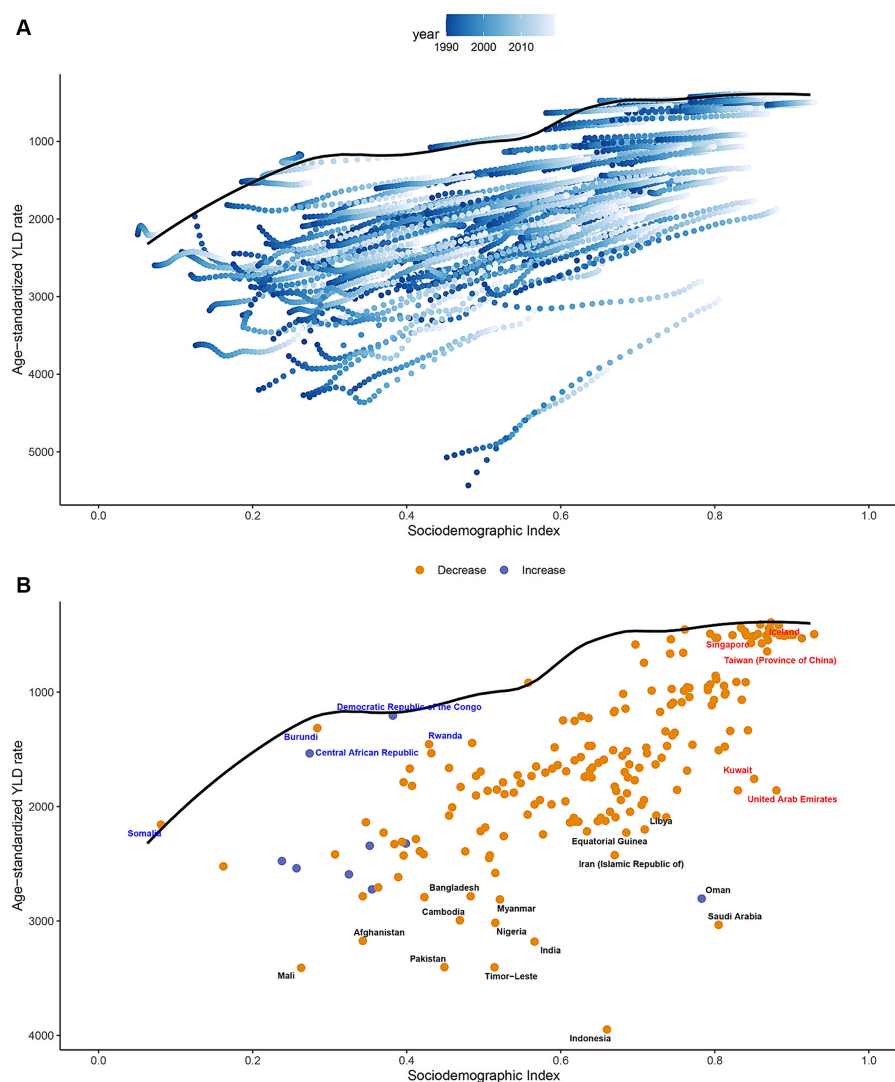 A
year
1990 2000 2010
Age−standardized YLD rate
1000
2000
3000
4000
5000
0.0 0.2 0.4 0.6 0.8 1.0
Sociodemographic Index
B
Decrease Increase
Age−standardized YLD rate
1000
2000
3000
4000
Iceland
Singapore
Taiwan (Province of China)
Democratic Republic of the Congo
Burundi
Rwanda
Central African Republic
Kuwait
United Arab Emirates
Somalia
Libya
Equatorial Guinea
Iran (Islamic Republic of)
Bangladesh
Oman
Myanmar
Cambodia
Saudi Arabia
Afghanistan
Nigeria
India
Pakistan
Mali
Timor−Leste
Indonesia
0.0 0.2 0.4 0.6 0.8 1.0
Sociodemographic Index